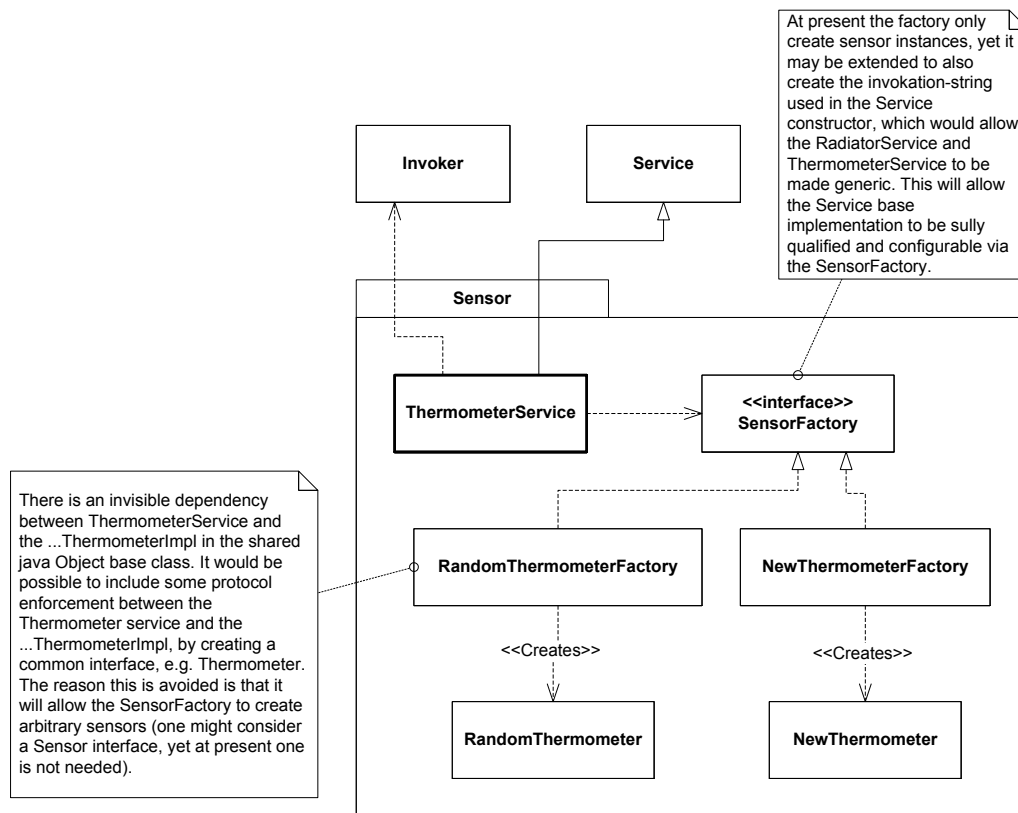 At present the factory only
create sensor instances, yet it
may be extended to also
create the invokation-string
used in the Service
constructor, which would allow
the RadiatorService and
ThermometerService to be
made generic. This will allow
the Service base
implementation to be sully
qualified and configurable via
the SensorFactory.
Invoker
Service
Sensor
ThermometerService
<<interface>>
SensorFactory
There is an invisible dependency
between ThermometerService and
the ...ThermometerImpl in the shared
java Object base class. It would be
possible to include some protocol
enforcement between the
Thermometer service and the
...ThermometerImpl, by creating a
common interface, e.g. Thermometer.
The reason this is avoided is that it
will allow the SensorFactory to create
arbitrary sensors (one might consider
a Sensor interface, yet at present one
is not needed).
RandomThermometerFactory
NewThermometerFactory
<<Creates>>
<<Creates>>
RandomThermometer
NewThermometer